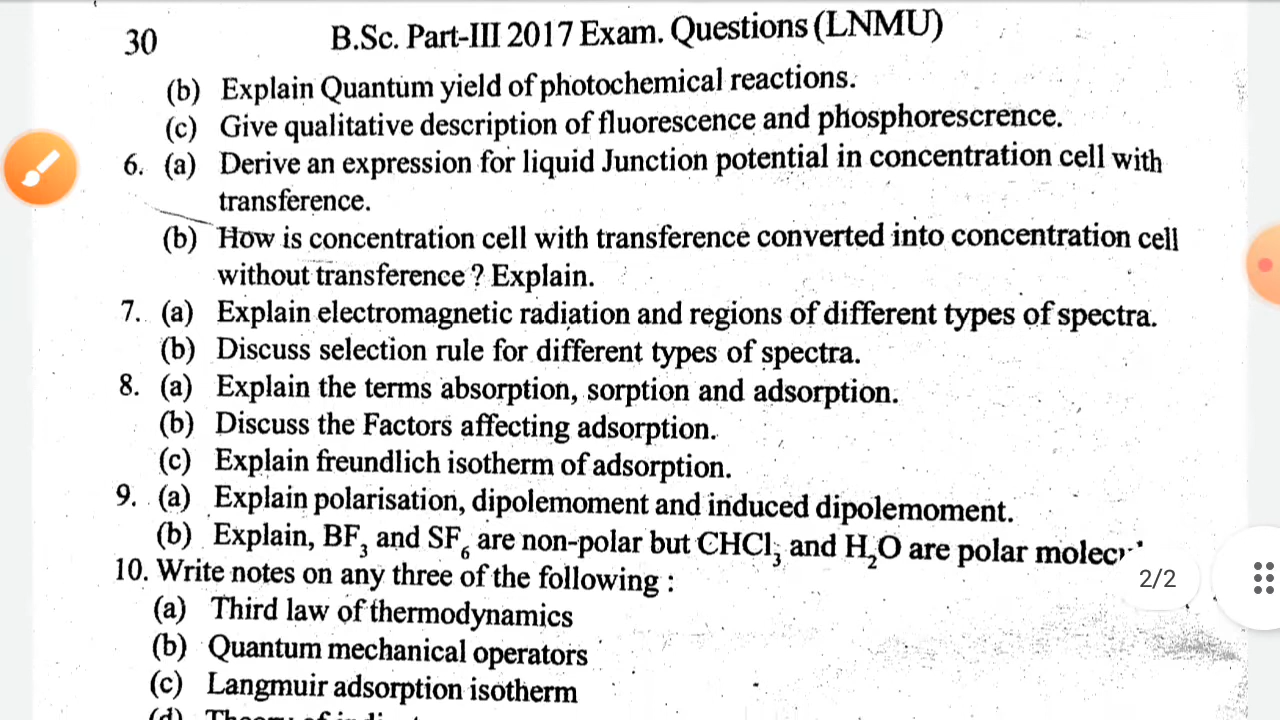 30 B.Sc. Part-III 2017 Exam. Questions (LNMU)
(b) Explain Quantum yield of photochemical reactions.
(c) Give qualitative description of fluorescence and phosphorescrence.
6. (a) Derive an expression for liquid Junction potential in concentration cell with
transference.
(b) How is concentration cell with transference converted into concentration cell
without transference ? Explain.
7. (a) Explain electromagnetic radiation and regions of different types of spectra.
(b) Discuss selection rule for different types of spectra.
8. (a) Explain the terms absorption, sorption and adsorption.
(b) Discuss the Factors affecting adsorption.
(c) Explain freundlich isotherm of adsorption.
9. (a) Explain polarisation, dipolemoment and induced dipolemoment.
(b) Explain, BF₃ and SF₆ are non-polar but CHCl₃ and H₂O are polar
2/2
10. Write notes on any three of the following :
(a) Third law of thermodynamics
(b) Quantum mechanical operators
(c) Langmuir adsorption isotherm
(d)